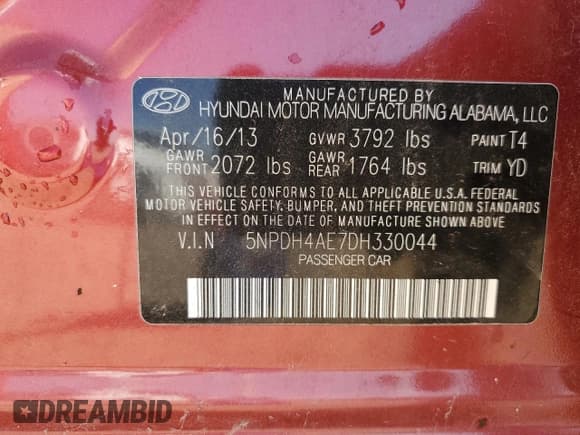 MANUFACTURED BY
HYUNDAI MOTOR MANUFACTURING ALABAMA, LLC
Apr/16/13 GVWR 3792 lbs PAINT T4
GAWR FRONT 2072 lbs GAWR REAR 1764 lbs TRIM YD
THIS VEHICLE CONFORMS TO ALL APPLICABLE U.S.A. FEDERAL
MOTOR VEHICLE SAFETY, BUMPER, AND THEFT PREVENTION STANDARDS
IN EFFECT ON THE DATE OF MANUFACTURE SHOWN ABOVE
V.I.N 5NPDH4AE7DH330044
PASSENGER CAR
DREAMBID